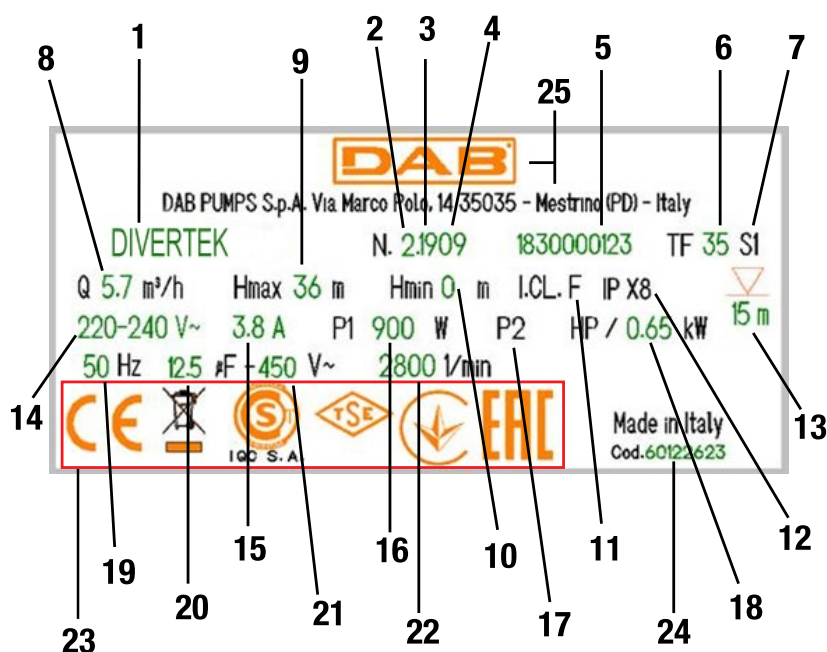 1 2 3 4 5 6 7
8 9 25
DAB
DAB PUMPS S.p.A. Via Marco Polo, 14 35035 - Mestrino (PD) - Italy
DIVERTEK N. 2.1909 1830000123 TF 35 S1
Q 5.7 m³/h Hmax 36 m Hmin 0 m I.CL. F IP X8
220-240 V~ 3.8 A P1 900 W P2 HP / 0.65 kW 15 m
50 Hz 12.5 µF - 450 V~ 2800 1/min
CE TSE EAC
IQC S.A.
Made in Italy
Cod.60122623
14 13
15 16 10 11 12
19 20 21 22 17 18
23 24